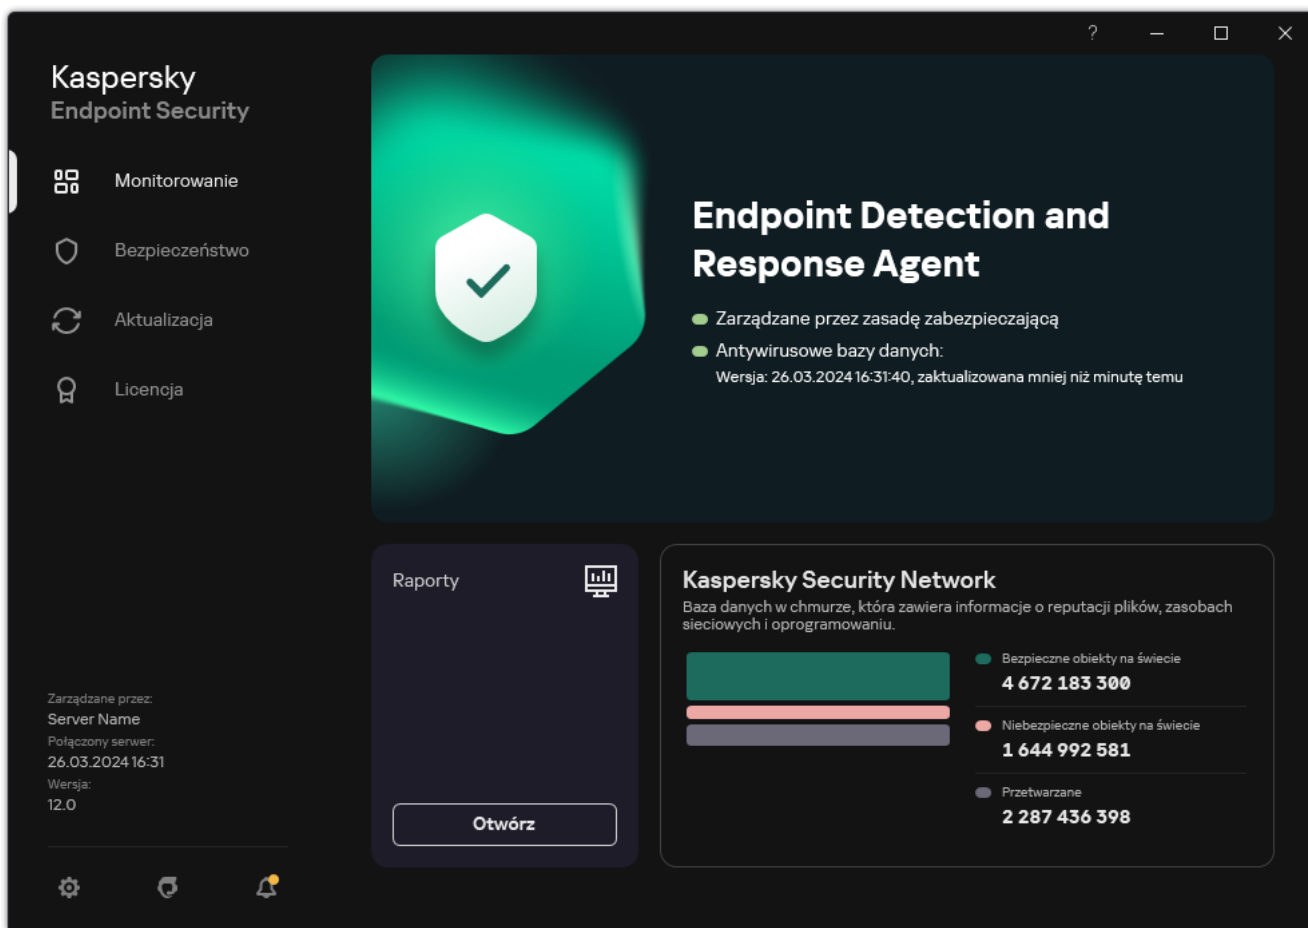 ?
Kaspersky
Endpoint Security
Monitorowanie
Bezpieczeństwo
Aktualizacja
Licencja
Zarządzane przez:
Server Name
Połączony serwer:
26.03.2024 16:31
Wersja:
12.0
Endpoint Detection and
Response Agent
Zarządzane przez zasadę zabezpieczającą
Antywirusowe bazy danych:
Wersja: 26.03.2024 16:31:40, zaktualizowana mniej niż minutę temu
Raporty
Otwórz
Kaspersky Security Network
Baza danych w chmurze, która zawiera informacje o reputacji plików, zasobach
sieciowych i oprogramowaniu.
Bezpieczne obiekty na świecie
4 672 183 300
Niebezpieczne obiekty na świecie
1 644 992 581
Przetwarzane
2 287 436 398